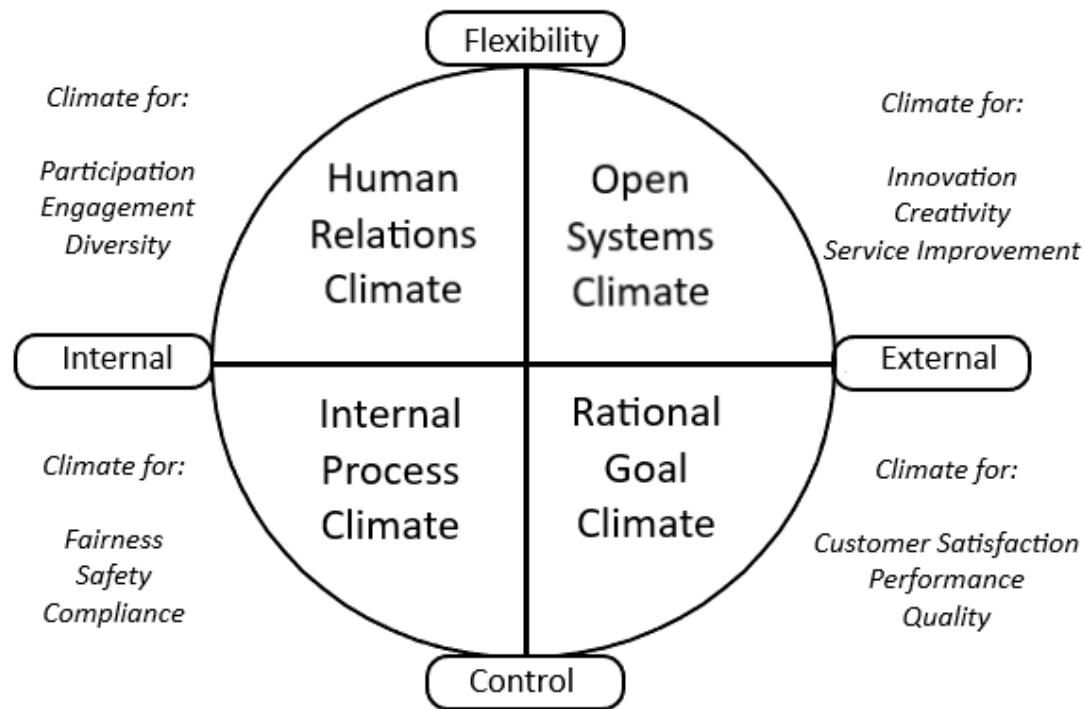 Flexibility
Climate for:
Participation
Engagement
Diversity
Human
Relations
Climate
Open
Systems
Climate
Climate for:
Innovation
Creativity
Service Improvement
Internal
External
Climate for:
Fairness
Safety
Compliance
Internal
Process
Climate
Rational
Goal
Climate
Climate for:
Customer Satisfaction
Performance
Quality
Control